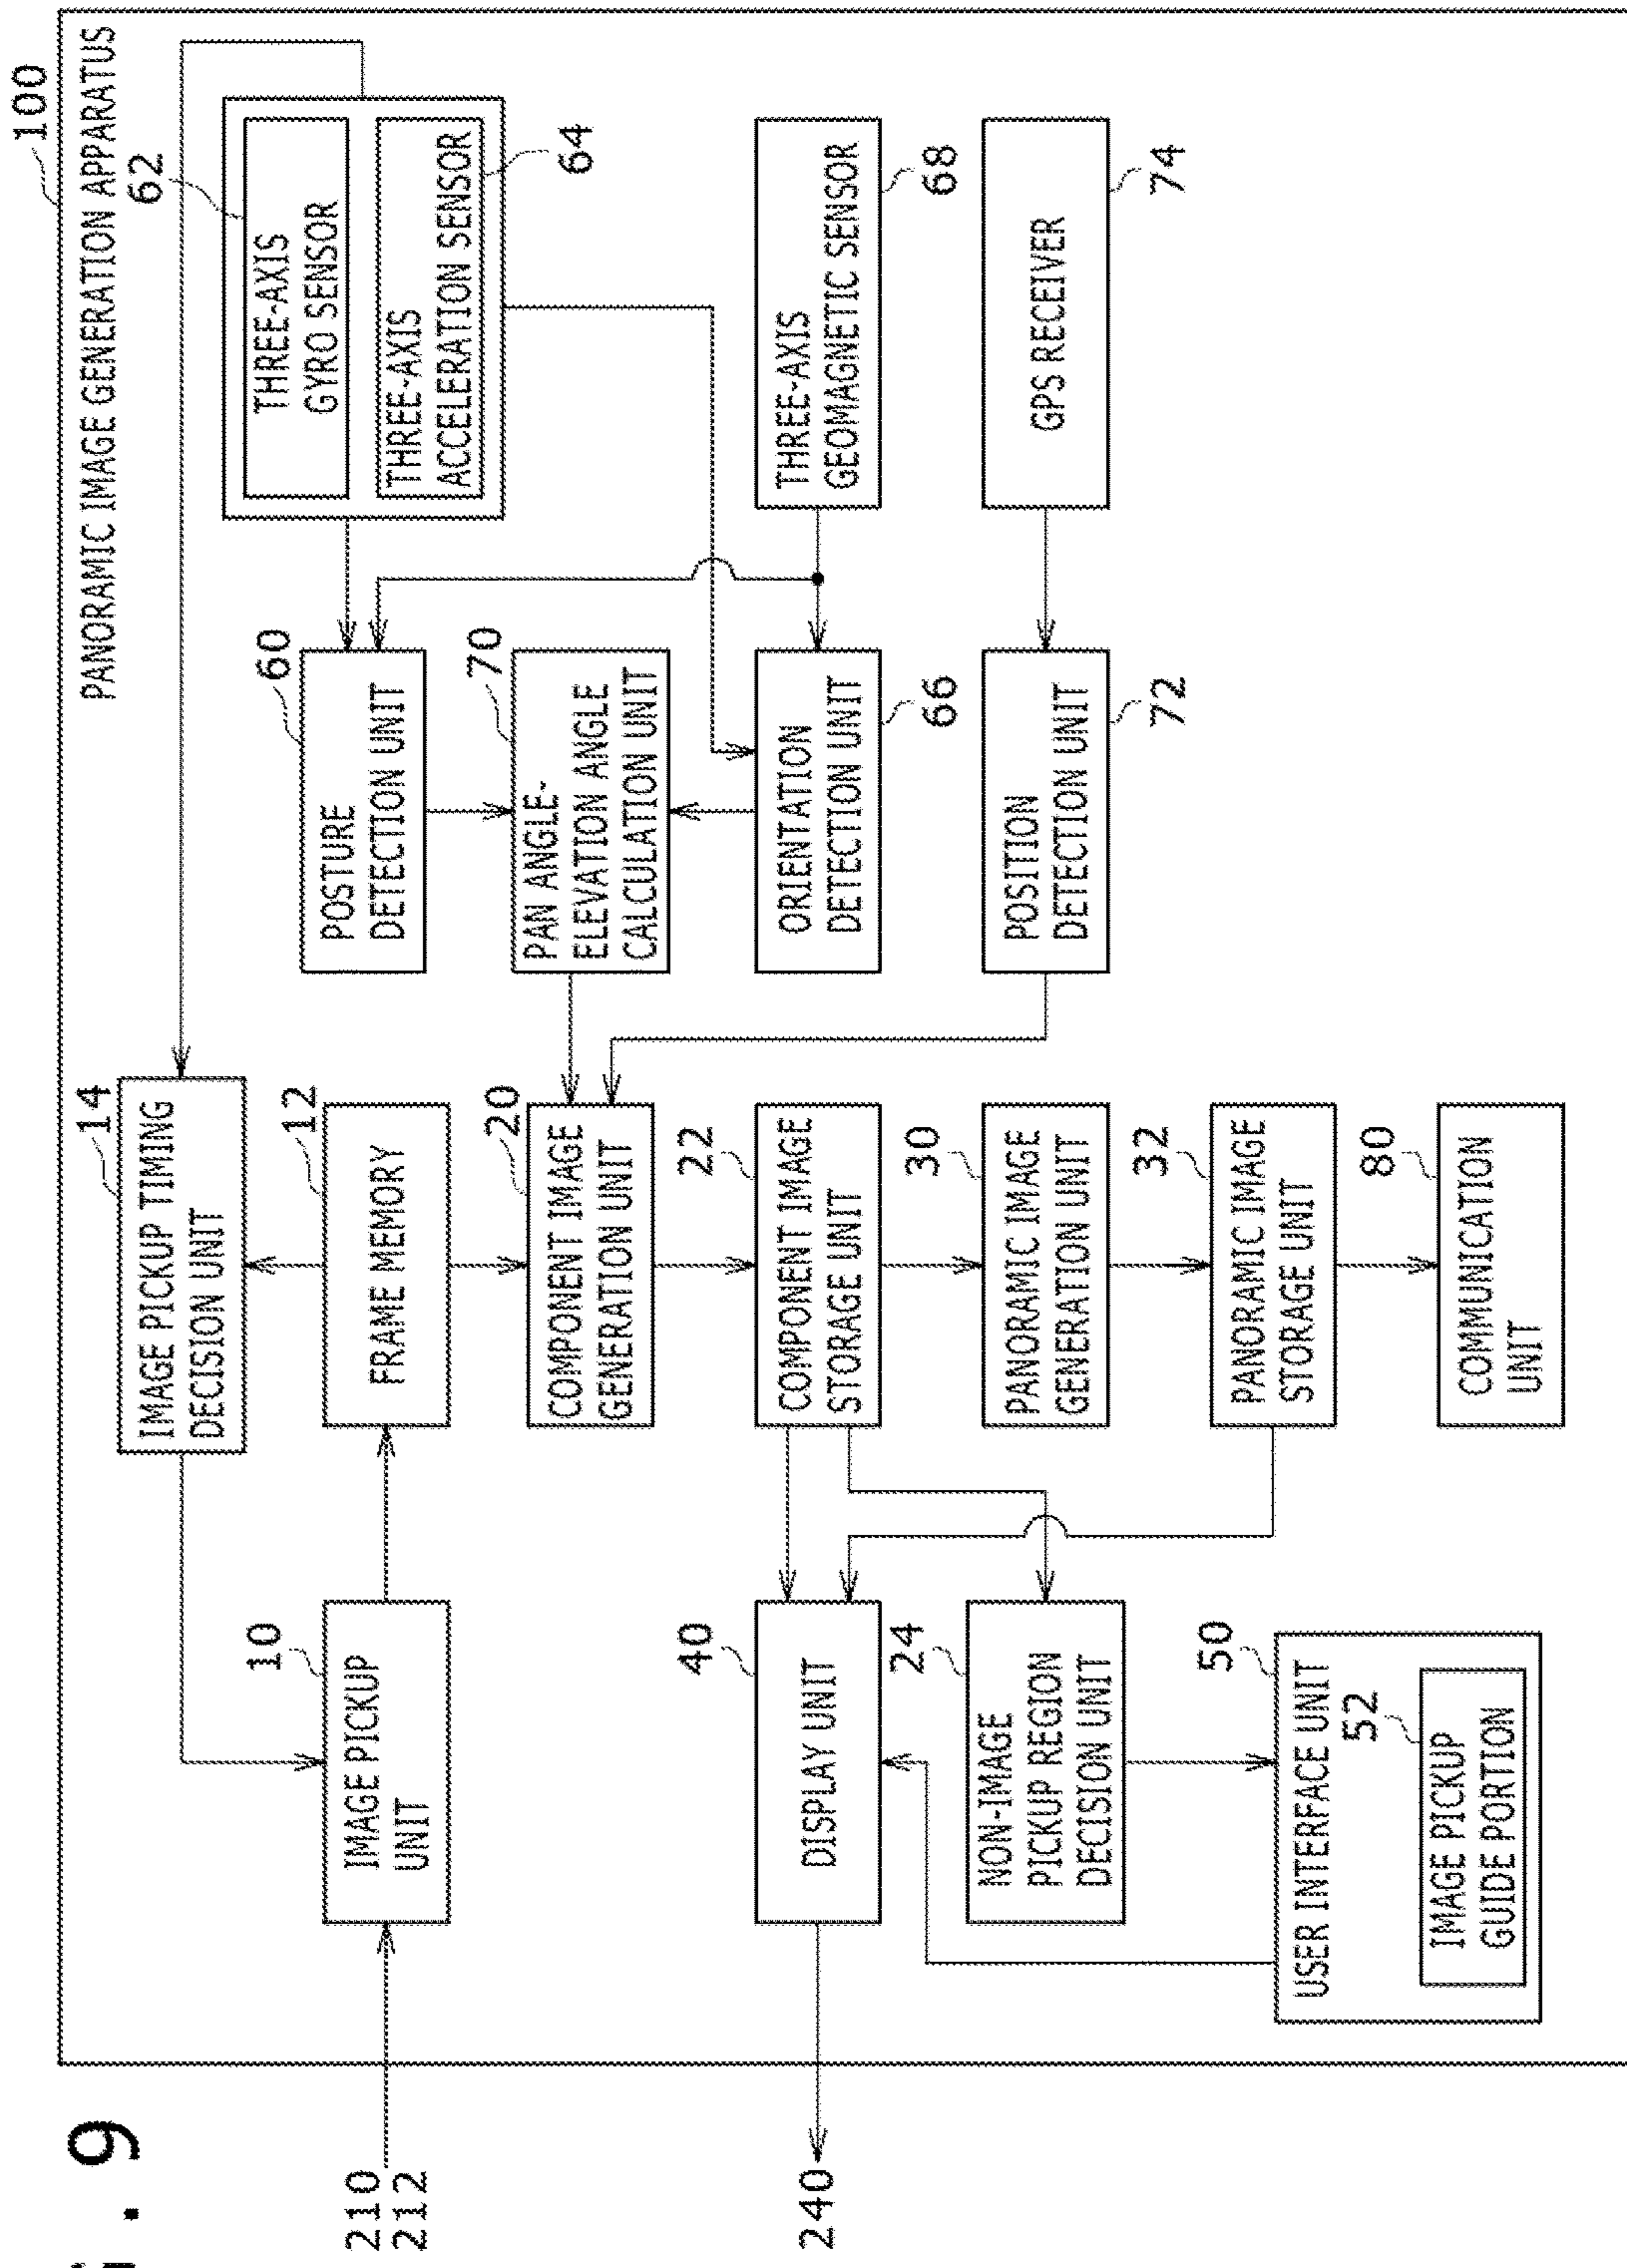 G. 9
100
PANORAMIC IMAGE GENERATION APPARATUS
14
IMAGE PICKUP TIMING
DECISION UNIT
62
THREE-AXIS
GYRO SENSOR
THREE-AXIS
ACCELERATION SENSOR
64
210
212
10
IMAGE PICKUP
UNIT
12
FRAME MEMORY
60
POSTURE
DETECTION UNIT
20
COMPONENT IMAGE
GENERATION UNIT
70
PAN ANGLE-
ELEVATION ANGLE
CALCULATION UNIT
240
40
DISPLAY UNIT
22
COMPONENT IMAGE
STORAGE UNIT
ORIENTATION
DETECTION UNIT
66
THREE-AXIS
GEOMAGNETIC SENSOR
68
24
NON-IMAGE
PICKUP REGION
DECISION UNIT
30
PANORAMIC IMAGE
GENERATION UNIT
POSITION
DETECTION UNIT
72
GPS RECEIVER
74
50
USER INTERFACE UNIT
52
IMAGE PICKUP
GUIDE PORTION
32
PANORAMIC IMAGE
STORAGE UNIT
80
COMMUNICATION
UNIT